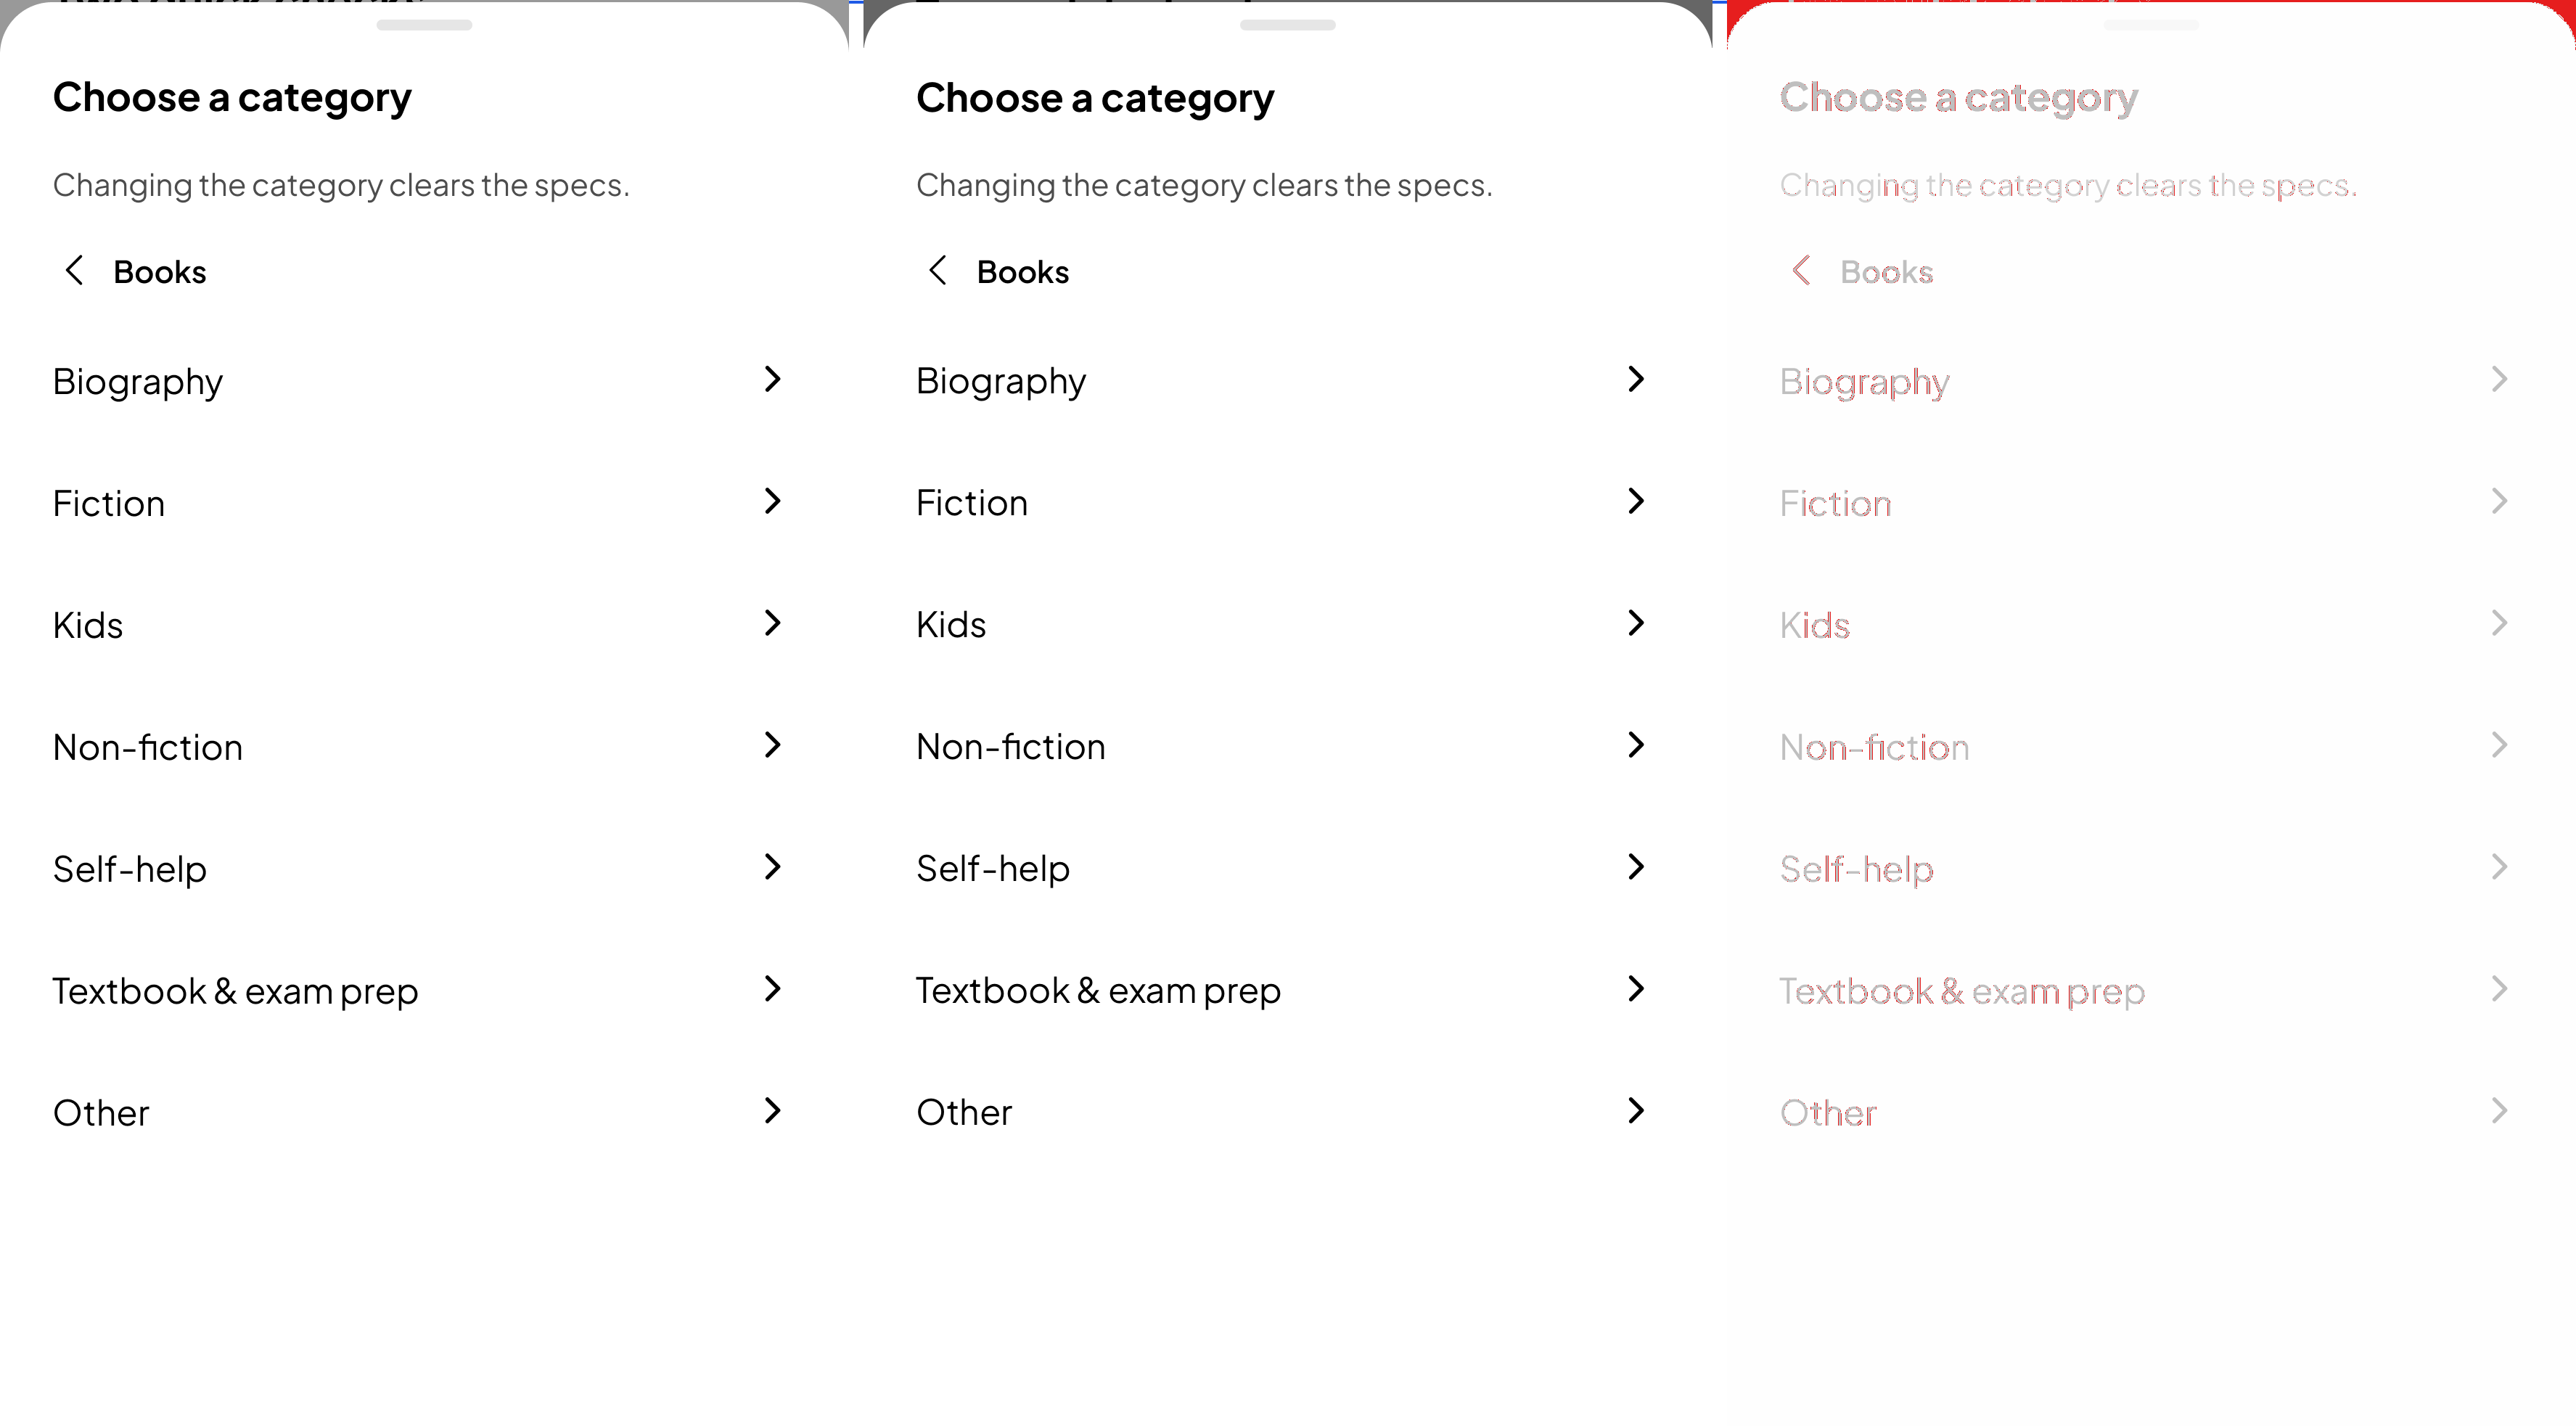 Choose a category
Changing the category clears the specs.
Books
Biography
Fiction
Kids
Non-fiction
Self-help
Textbook & exam prep
Other
Choose a category
Changing the category clears the specs.
Books
Biography
Fiction
Kids
Non-fiction
Self-help
Textbook & exam prep
Other
Choose a category
Changing the category clears the specs.
Books
Biography
Fiction
Kids
Non-fiction
Self-help
Textbook & exam prep
Other